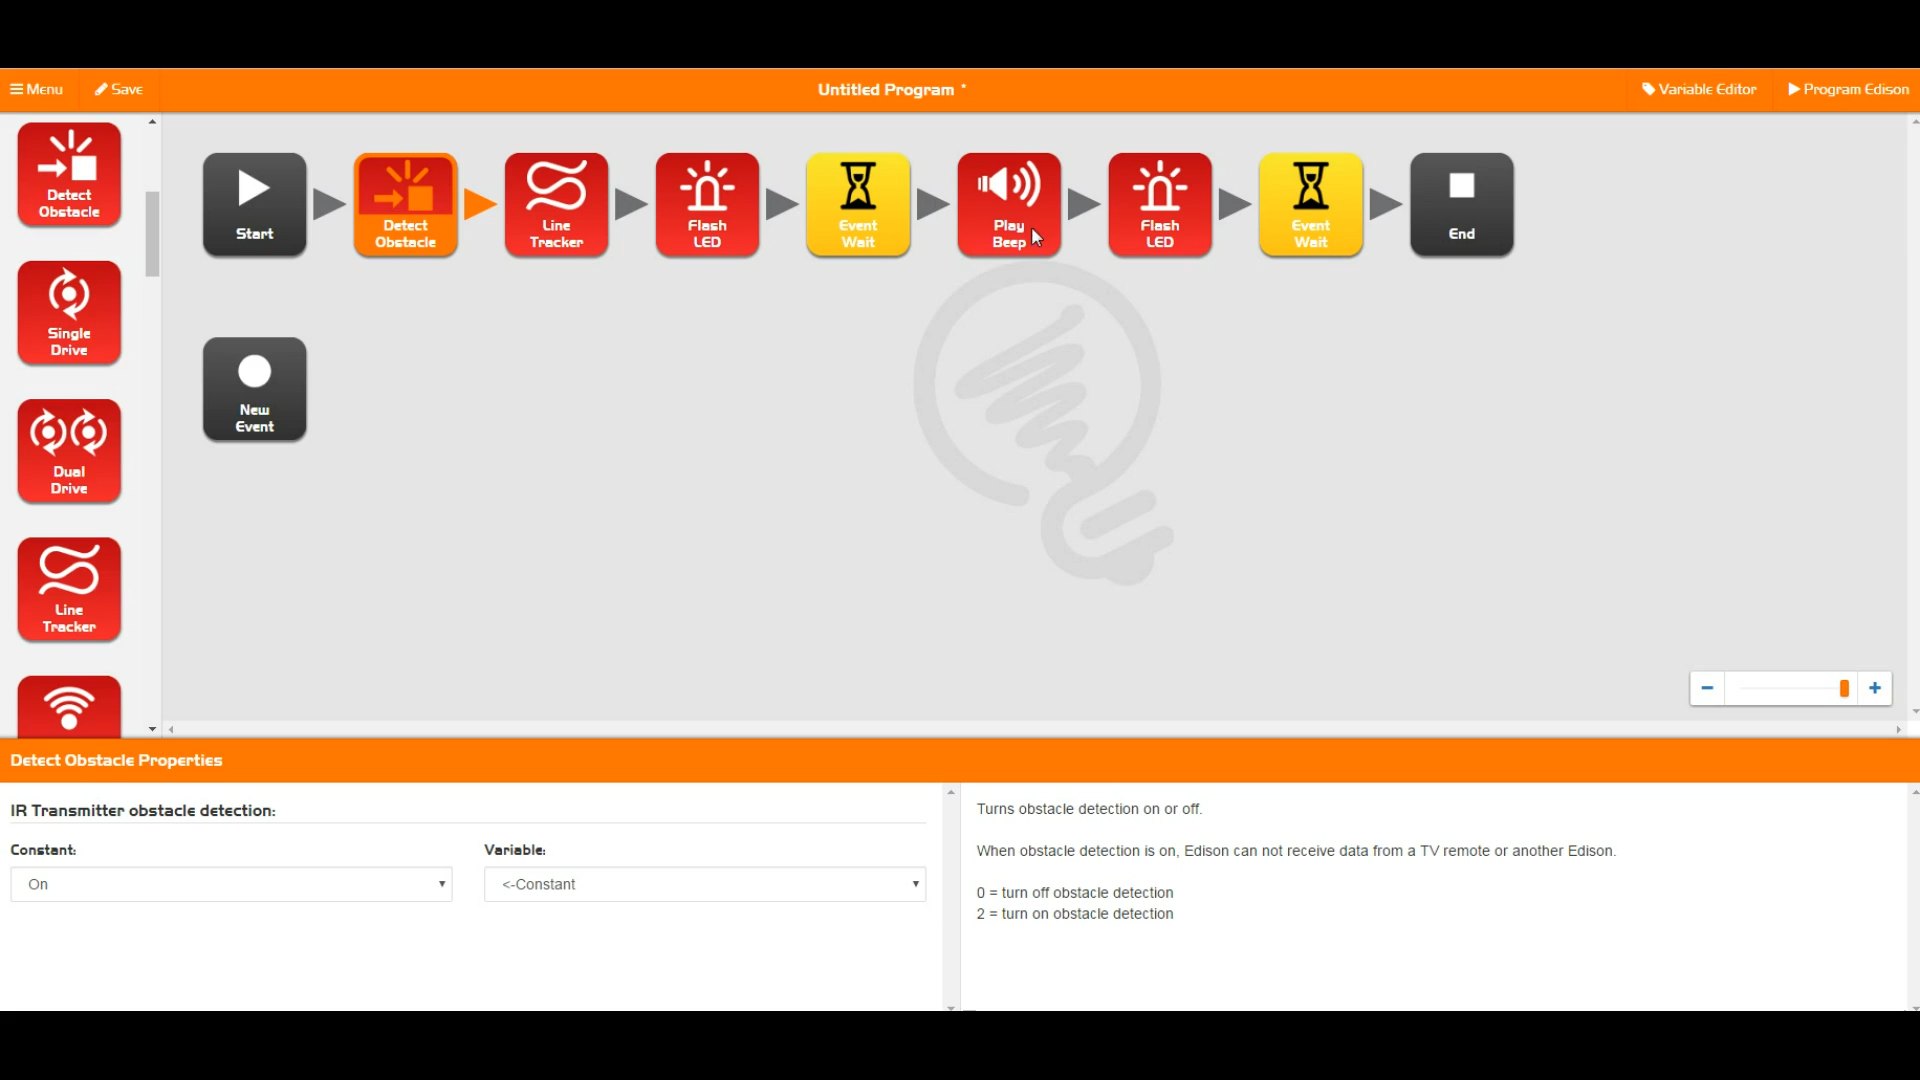 Menu
Save
Untitled Program *
Variable Editor
Program Edison
Detect
Obstacle
Single
Drive
Dual
Drive
Line
Tracker
Start
Detect
Obstacle
Line
Tracker
Flash
LED
Event
Wait
Play
Beep
Flash
LED
Event
Wait
End
New
Event
Detect Obstacle Properties
IR Transmitter obstacle detection:
Constant:
Variable:
On
<-Constant
Turns obstacle detection on or off.
When obstacle detection is on, Edison can not receive data from a TV remote or another Edison.
0 = turn off obstacle detection
2 = turn on obstacle detection